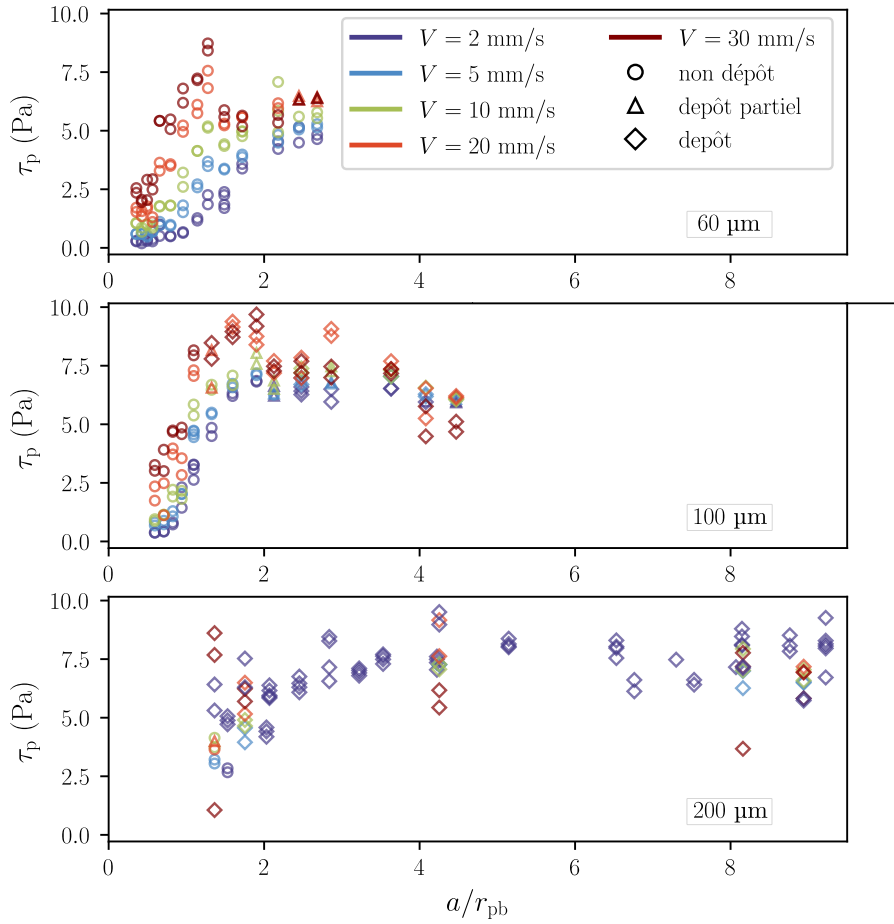 10.0
7.5
5.0
2.5
0.0
τp (Pa)
V = 2 mm/s
V = 5 mm/s
V = 10 mm/s
V = 20 mm/s
V = 30 mm/s
non dépôt
depôt partiel
depôt
60 µm
0 2 4 6 8
10.0
7.5
5.0
2.5
0.0
τp (Pa)
100 µm
0 2 4 6 8
10.0
7.5
5.0
2.5
0.0
τp (Pa)
200 µm
0 2 4 6 8
a/rpb